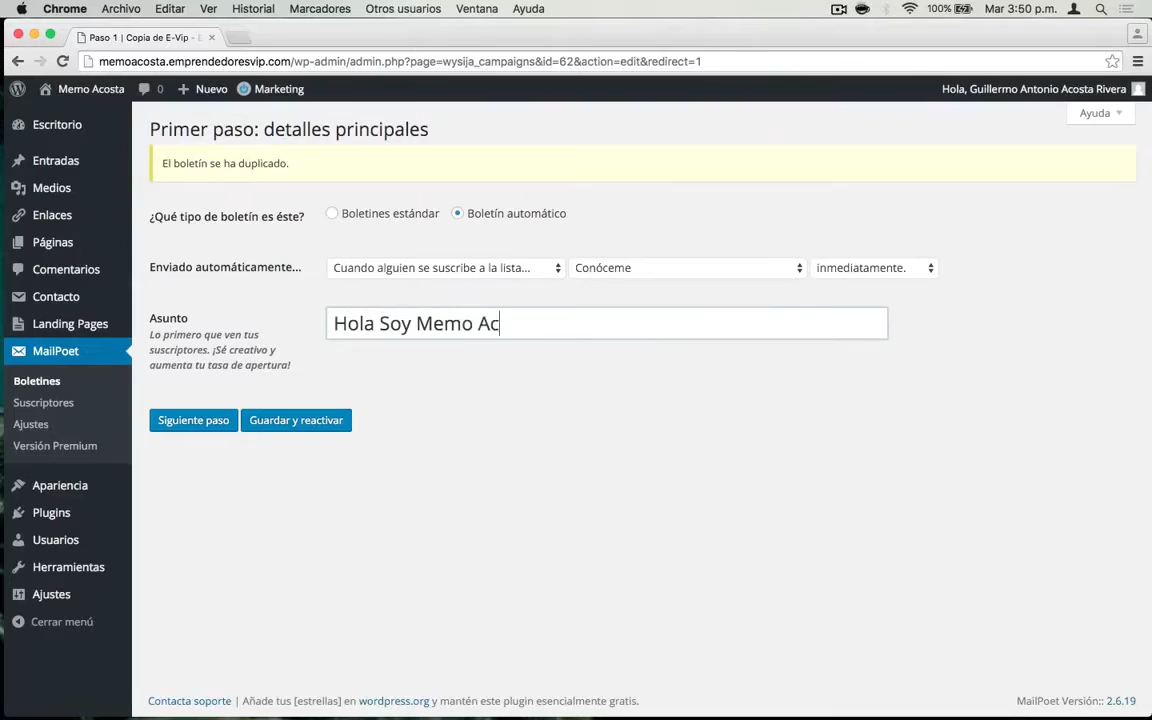 Chrome Archivo Editar Ver Historial Marcadores Otros usuarios Ventana Ayuda 100% Mar 3:50 p.m.
Paso 1 | Copia de E-Vip -
memoacosta.emprendedoresvip.com/wp-admin/admin.php?page=wysija_campaigns&id=62&action=edit&redirect=1
Memo Acosta 0 Nuevo Marketing Hola, Guillermo Antonio Acosta Rivera
Ayuda
Escritorio
Entradas
Medios
Enlaces
Páginas
Comentarios
Contacto
Landing Pages
MailPoet
Boletines
Suscriptores
Ajustes
Versión Premium
Apariencia
Plugins
Usuarios
Herramientas
Ajustes
Cerrar menú
Primer paso: detalles principales
El boletín se ha duplicado.
¿Qué tipo de boletín es éste? Boletines estándar Boletín automático
Enviado automáticamente... Cuando alguien se suscribe a la lista... Conóceme inmediatamente.
Asunto
Lo primero que ven tus
suscriptores. ¡Sé creativo y
aumenta tu tasa de apertura!
Hola Soy Memo Ac
Siguiente paso Guardar y reactivar
Contacta soporte | Añade tus [estrellas] en wordpress.org y mantén este plugin esencialmente gratis. MailPoet Versión:: 2.6.19